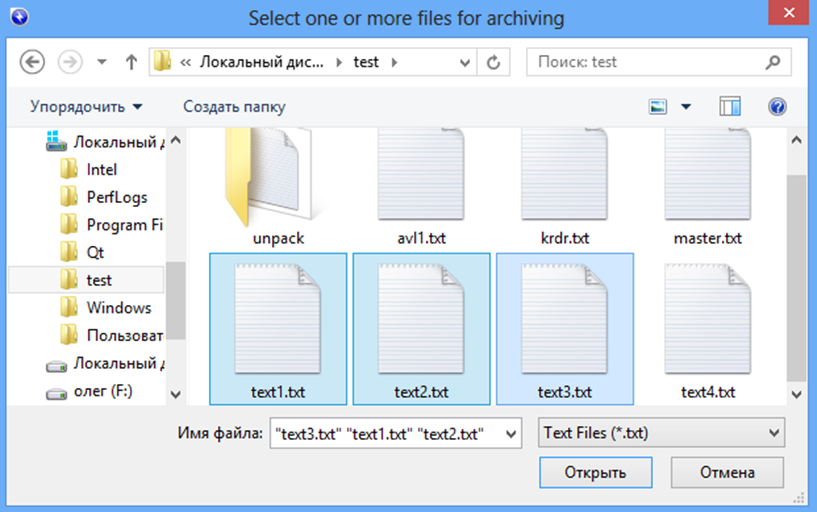 Select one or more files for archiving
« Локальный дис... test
Поиск: test
Упорядочить Создать папку
Локальный д
Intel
PerfLogs
Program Fi
Qt
test
Windows
Пользоват
Локальный д
олег (F:)
unpack avl1.txt krdr.txt master.txt
text1.txt text2.txt text3.txt text4.txt
Имя файла: "text3.txt" "text1.txt" "text2.txt" Text Files (*.txt)
Открыть Отмена